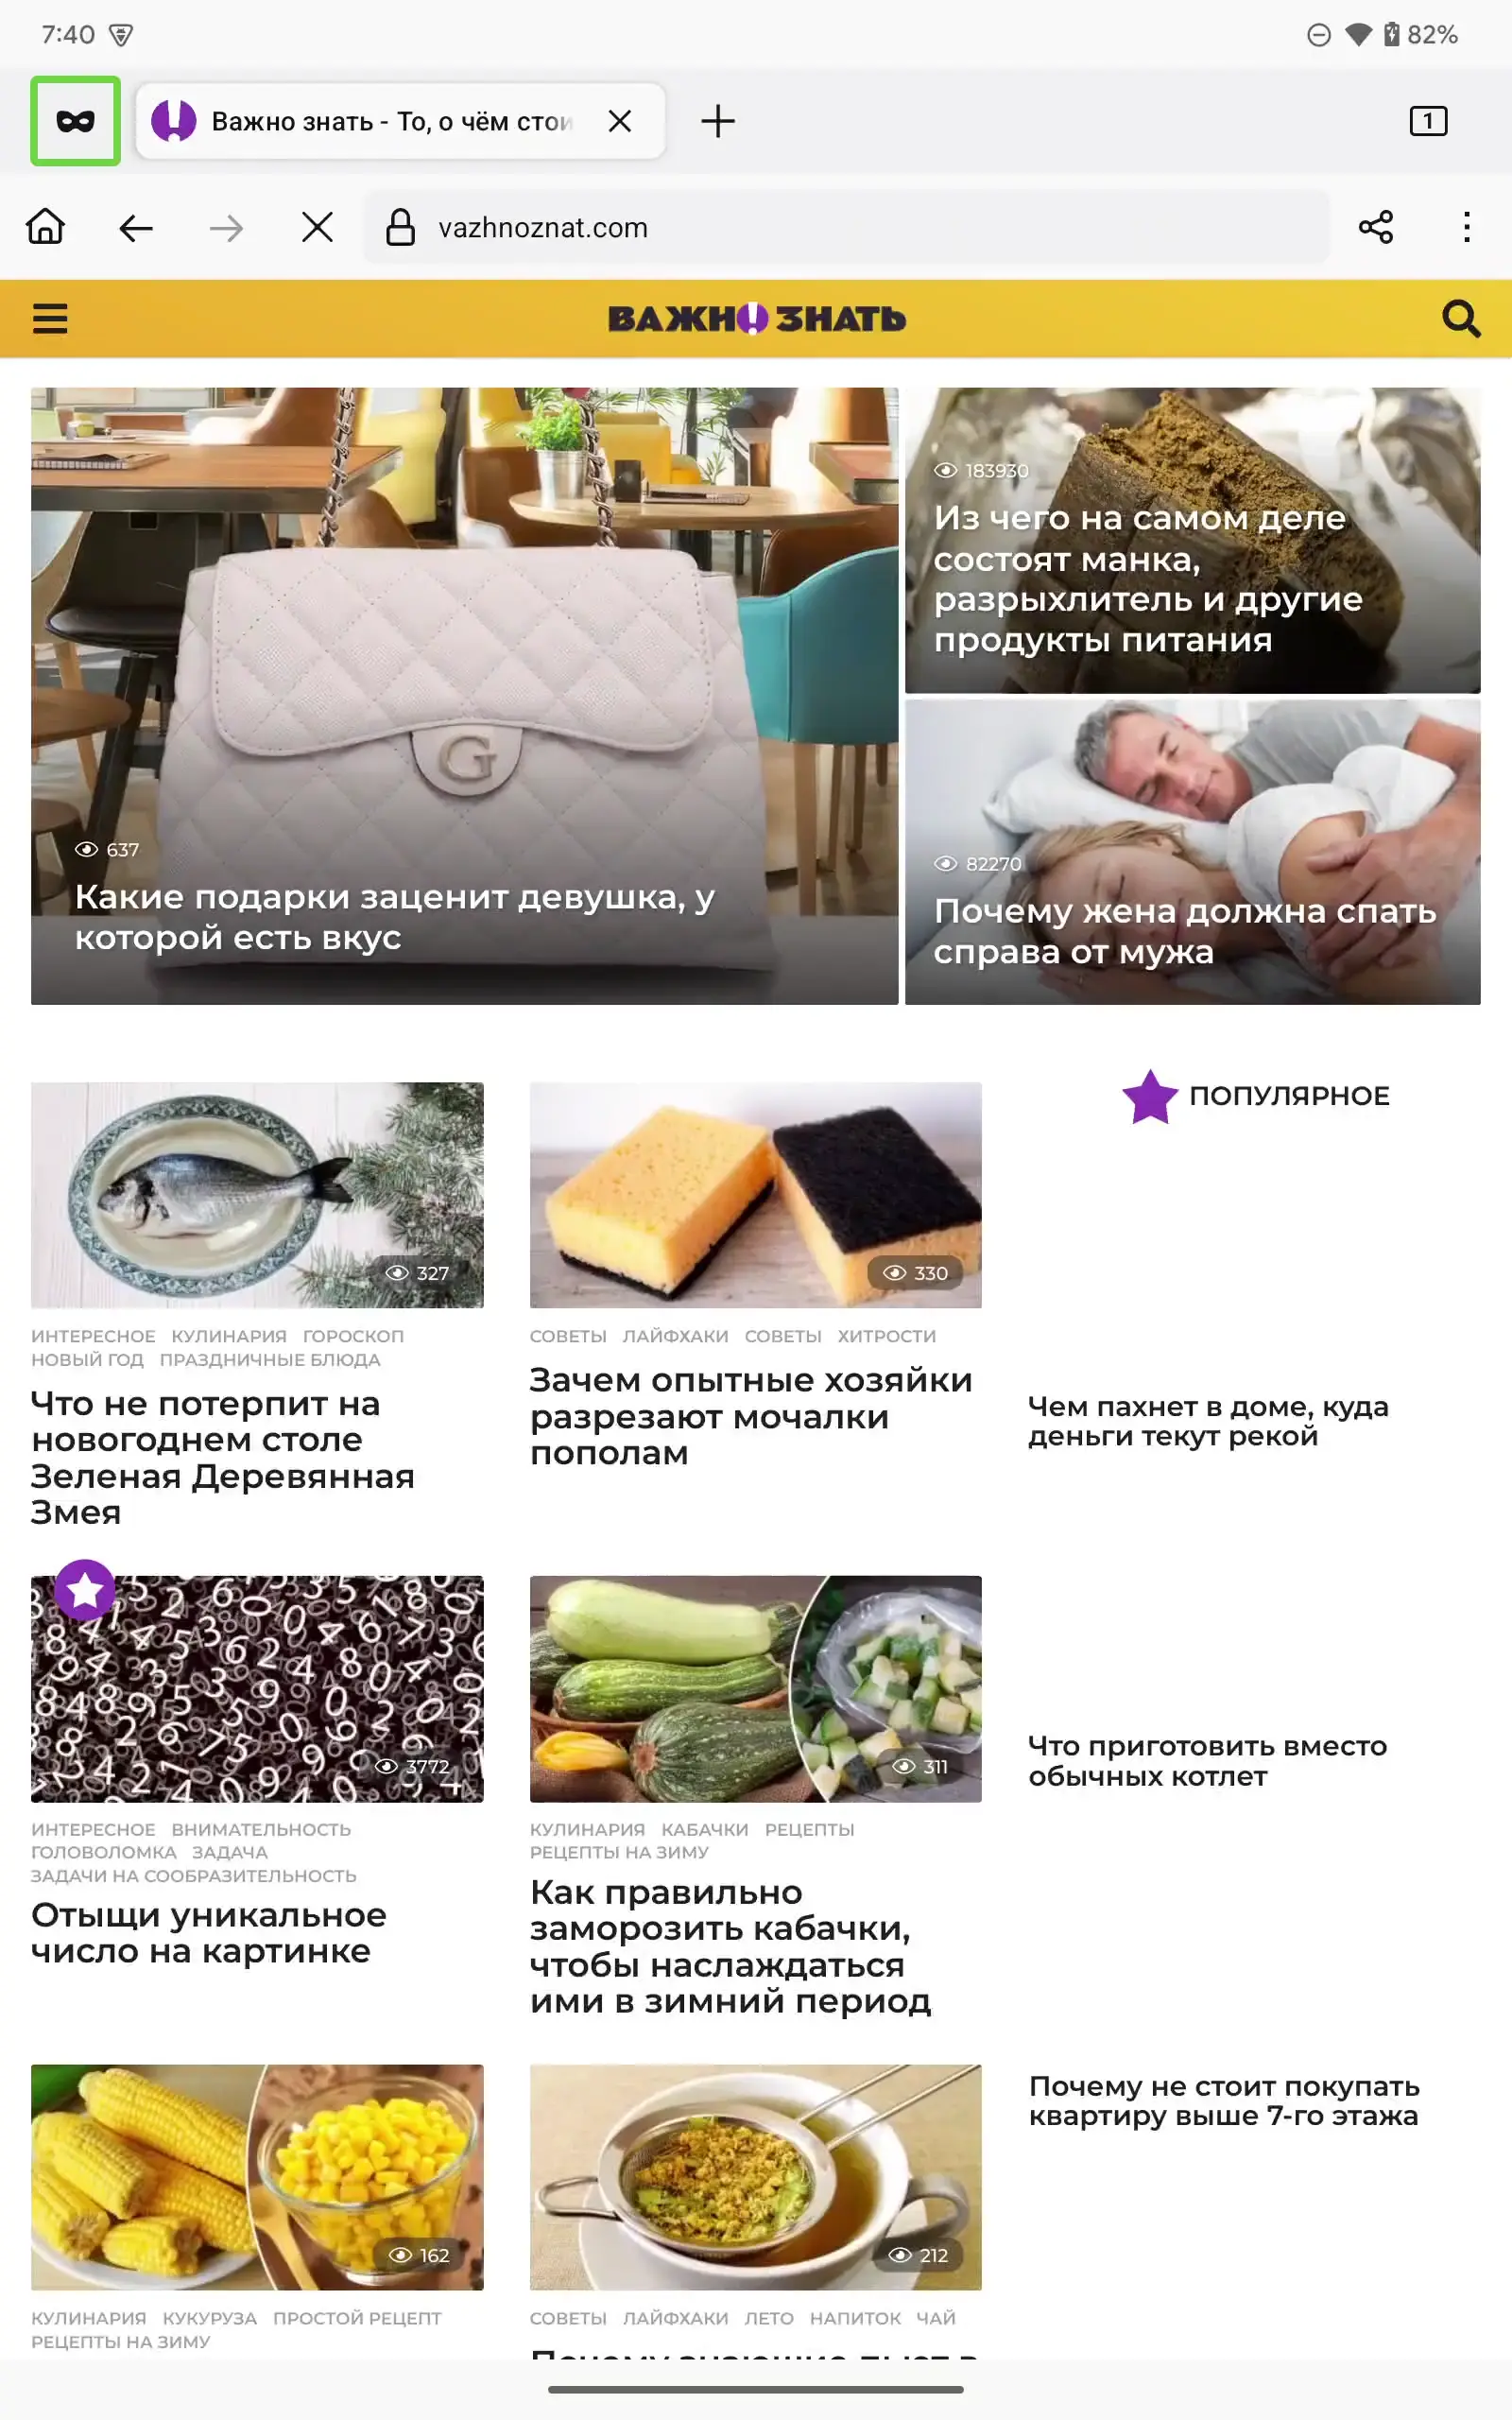 7:40
82%
Важно знать - То, о чём стои
1
vazhnoznat.com
ВАЖН!ЗНАТЬ
637
Какие подарки заценит девушка, у
которой есть вкус
183930
Из чего на самом деле
состоят манка,
разрыхлитель и другие
продукты питания
82270
Почему жена должна спать
справа от мужа
327
ИНТЕРЕСНОЕ КУЛИНАРИЯ ГОРОСКОП
НОВЫЙ ГОД ПРАЗДНИЧНЫЕ БЛЮДА
Что не потерпит на
новогоднем столе
Зеленая Деревянная
Змея
330
СОВЕТЫ ЛАЙФХАКИ СОВЕТЫ ХИТРОСТИ
Зачем опытные хозяйки
разрезают мочалки
пополам
ПОПУЛЯРНОЕ
Чем пахнет в доме, куда
деньги текут рекой
3772
ИНТЕРЕСНОЕ ВНИМАТЕЛЬНОСТЬ
ГОЛОВОЛОМКА ЗАДАЧА
ЗАДАЧИ НА СООБРАЗИТЕЛЬНОСТЬ
Отыщи уникальное
число на картинке
311
КУЛИНАРИЯ КАБАЧКИ РЕЦЕПТЫ
РЕЦЕПТЫ НА ЗИМУ
Как правильно
заморозить кабачки,
чтобы наслаждаться
ими в зимний период
Что приготовить вместо
обычных котлет
162
КУЛИНАРИЯ КУКУРУЗА ПРОСТОЙ РЕЦЕПТ
РЕЦЕПТЫ НА ЗИМУ
212
СОВЕТЫ ЛАЙФХАКИ ЛЕТО НАПИТОК ЧАЙ
Почему знающие пьют в
Почему не стоит покупать
квартиру выше 7-го этажа